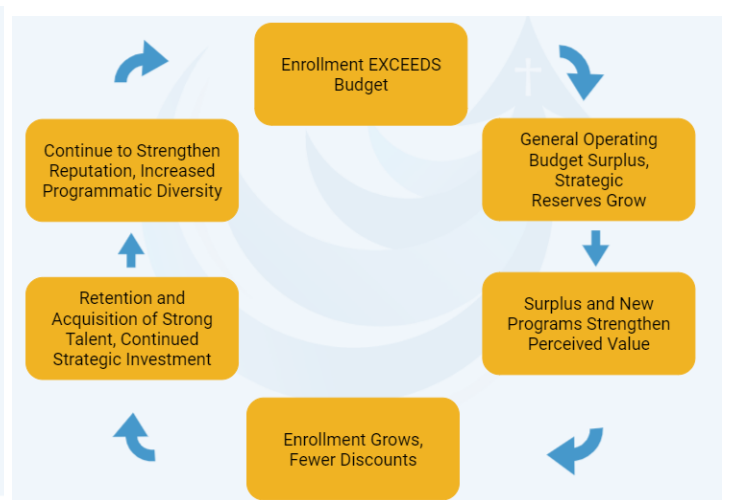 Enrollment EXCEEDS
Budget
General Operating
Budget Surplus,
Strategic
Reserves Grow
Surplus and New
Programs Strengthen
Perceived Value
Enrollment Grows,
Fewer Discounts
Retention and
Acquisition of Strong
Talent, Continued
Strategic Investment
Continue to Strengthen
Reputation, Increased
Programmatic Diversity